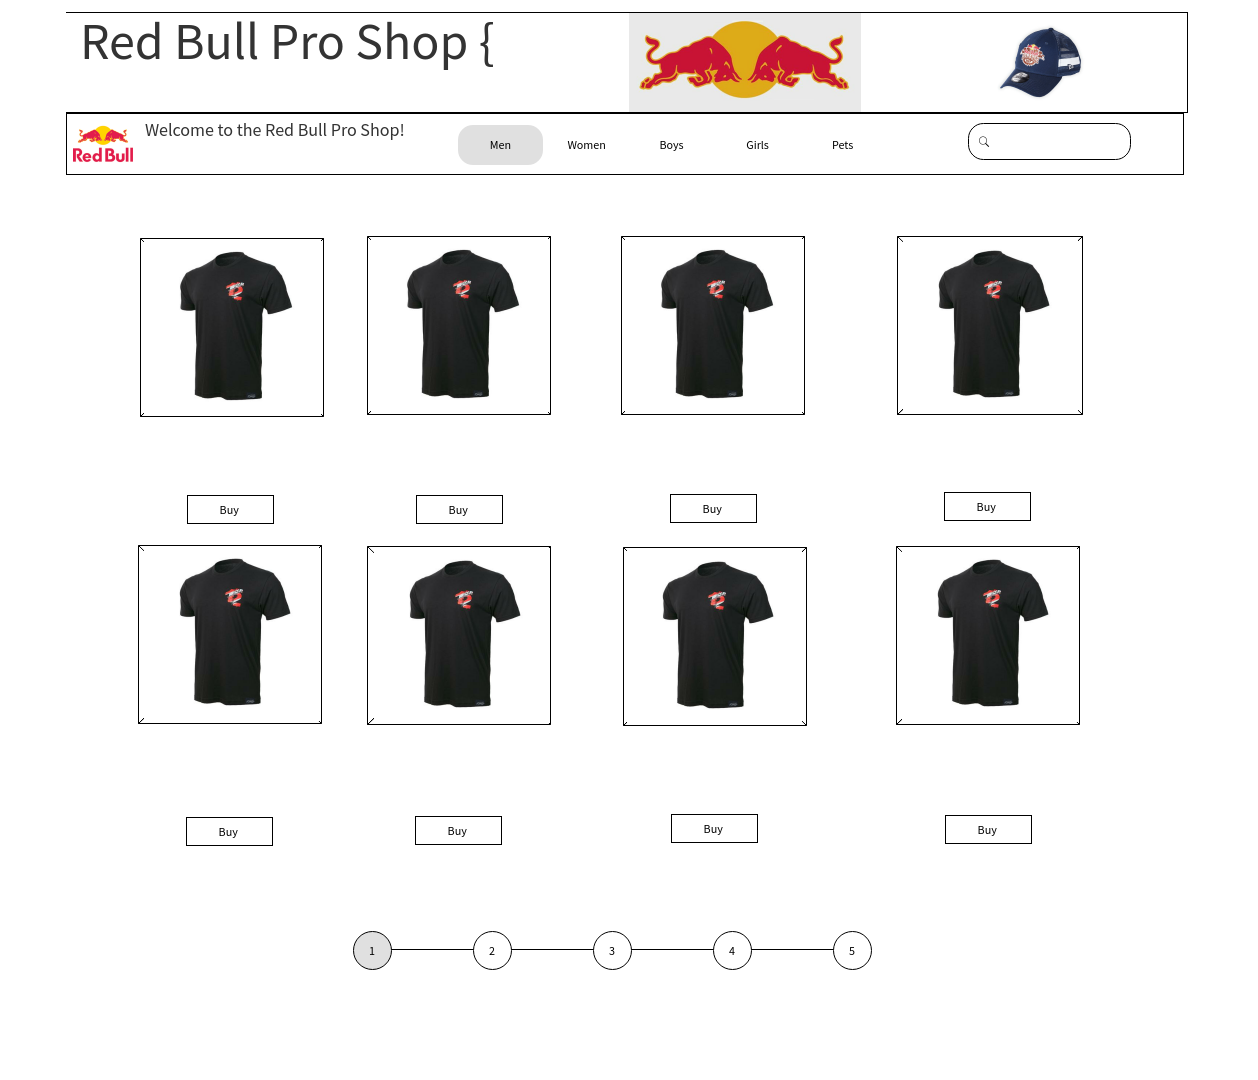 Red Bull Pro Shop {
Red Bull
Welcome to the Red Bull Pro Shop!
Men Women Boys Girls Pets
Buy Buy Buy Buy
Buy Buy Buy Buy
1 2 3 4 5